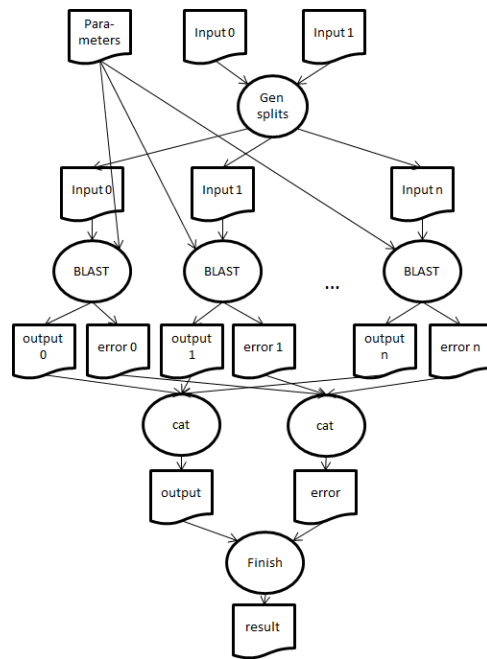 Para-
meters
Input 0
Input 1
Gen
splits
Input 0
Input 1
Input n
BLAST
BLAST
...
BLAST
output
0
error 0
output
1
error 1
output
n
error n
cat
cat
output
error
Finish
result